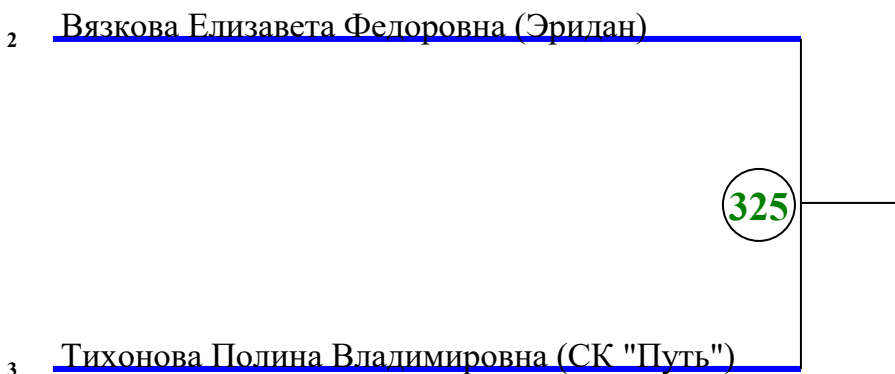 2 Вязкова Елизавета Федоровна (Эридан)
325
3 Тихонова Полина Владимировна (СК "Путь")